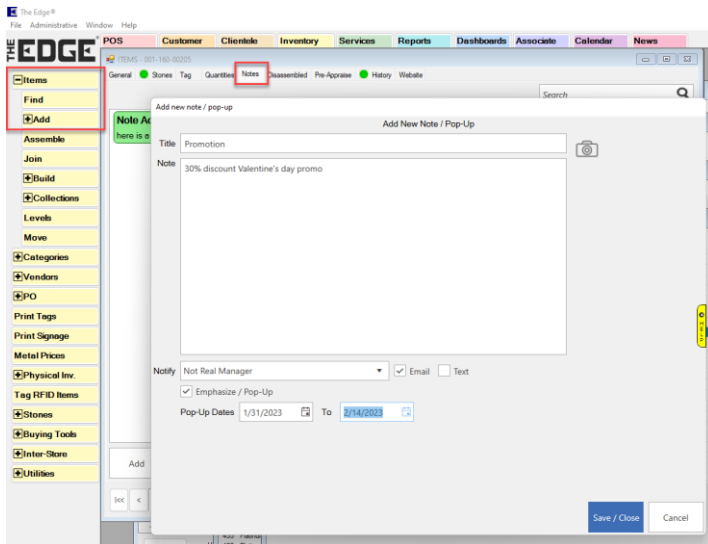 The Edge®
File Administrative Window Help
THE EDGE®
POS Customer Clientele Inventory Services Reports Dashboards Associate Calendar News
Items
Find
Add
Assemble
Join
Build
Collections
Levels
Move
Categories
Vendors
PO
Print Tags
Print Signage
Metal Prices
Physical Inv.
Tag RFID Items
Stones
Buying Tools
Inter-Store
Utilities
ITEMS - 001-160-00205
General Stones Tag Quantities Notes Disassembled Pre-Appraise History Website
Search
Note Ac
here is a
Add new note / pop-up
Add New Note / Pop-Up
Title Promotion
Note 30% discount Valentine's day promo
Notify Not Real Manager Email Text
Emphasize / Pop-Up
Pop-Up Dates 1/31/2023 To 2/14/2023
Add
|<< <
Save / Close Cancel
HELP